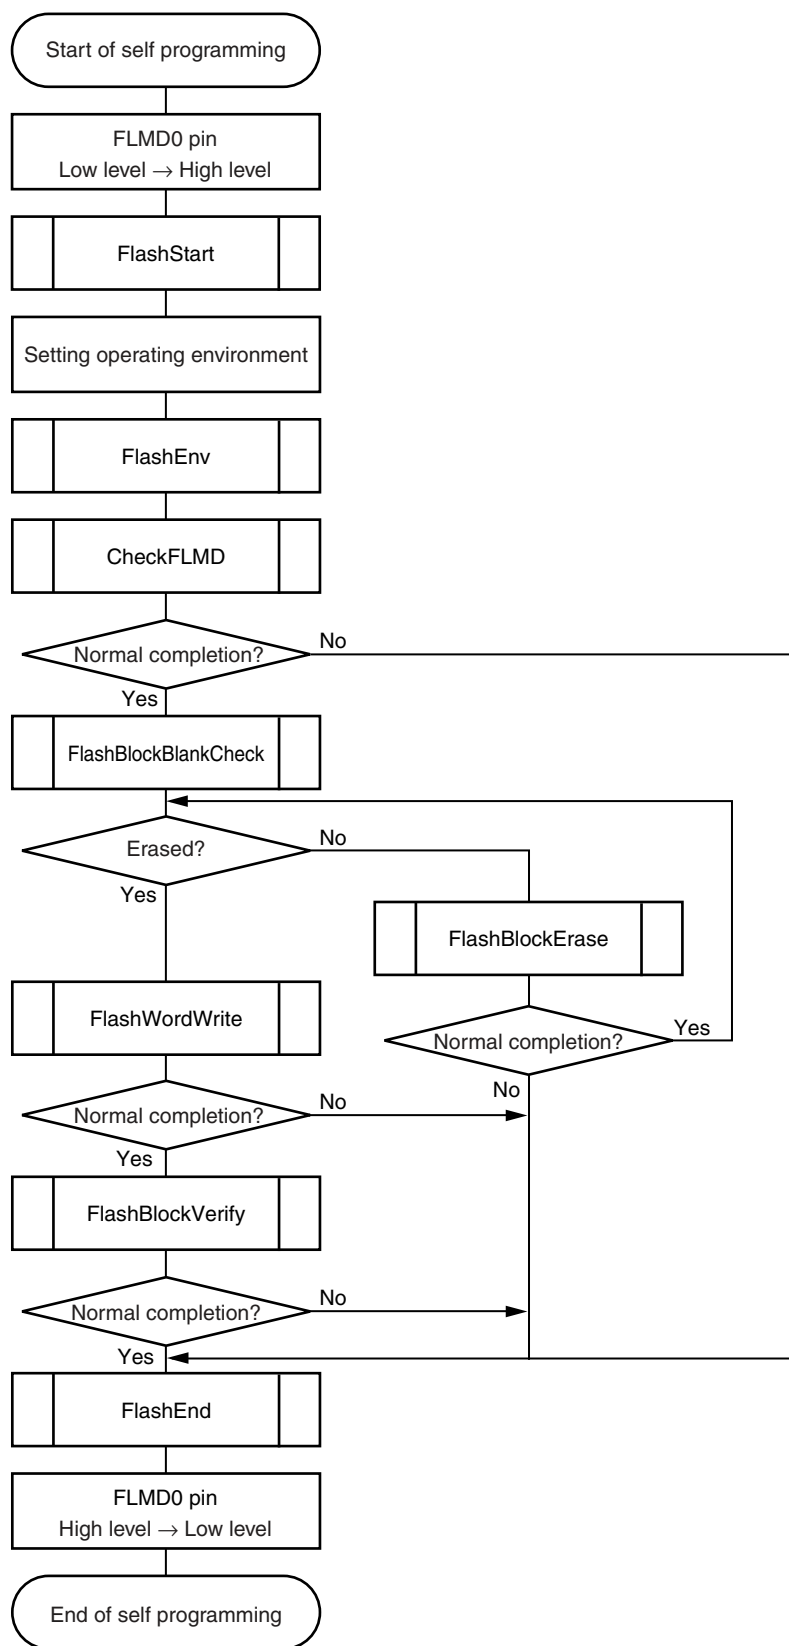 Start of self programming
FLMD0 pin
Low level → High level
FlashStart
Setting operating environment
FlashEnv
CheckFLMD
Normal completion?
No
Yes
FlashBlockBlankCheck
Erased?
No
Yes
FlashBlockErase
FlashWordWrite
Normal completion?
Yes
No
Normal completion?
No
Yes
FlashBlockVerify
Normal completion?
No
Yes
FlashEnd
FLMD0 pin
High level → Low level
End of self programming